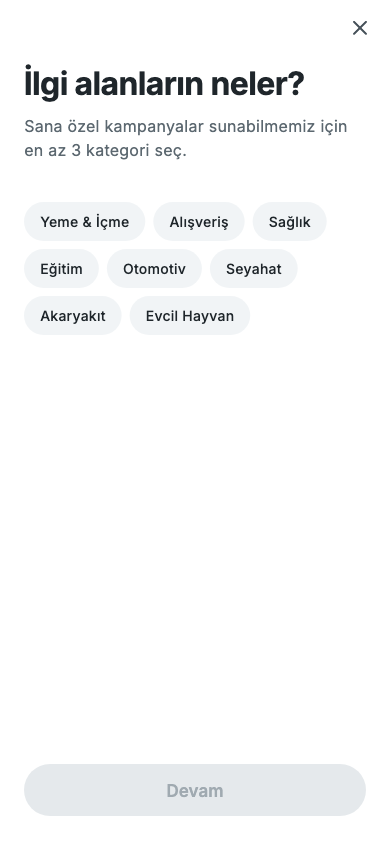 İlgi alanların neler?
Sana özel kampanyalar sunabilmemiz için
en az 3 kategori seç.
Yeme & İçme Alışveriş Sağlık
Eğitim Otomotiv Seyahat
Akaryakıt Evcil Hayvan
Devam